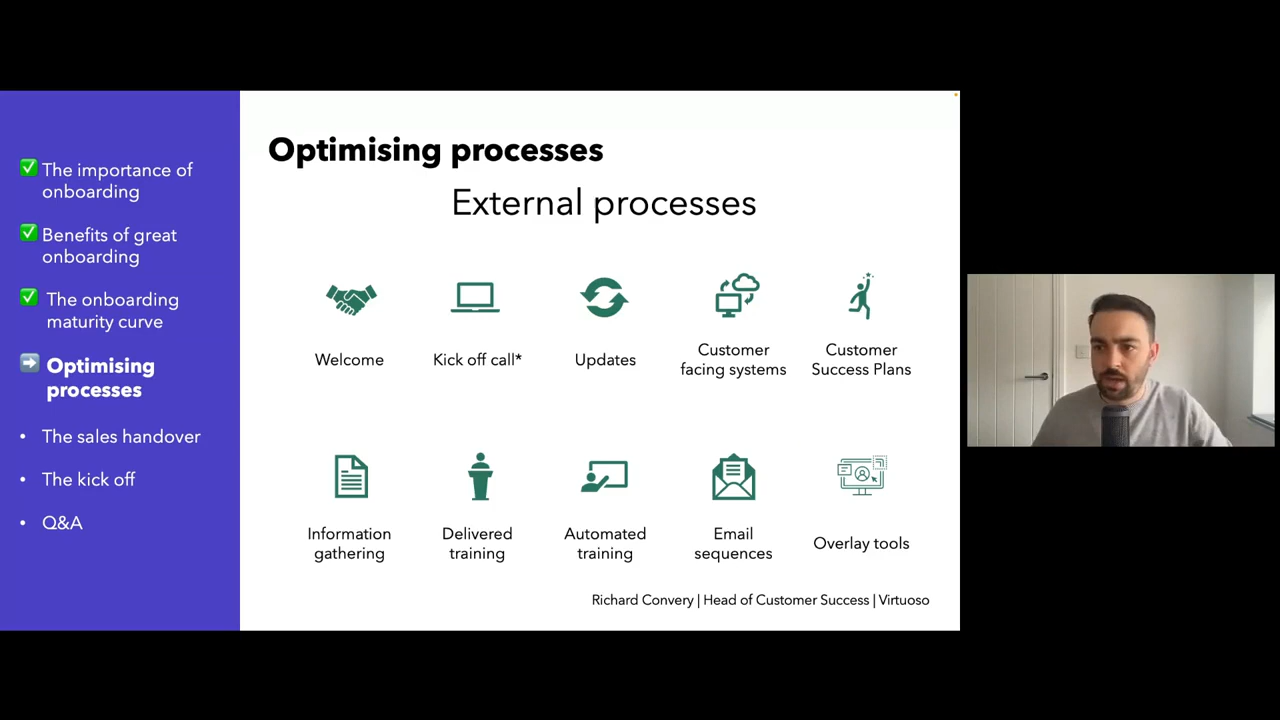 The importance of
onboarding
Benefits of great
onboarding
The onboarding
maturity curve
Optimising
processes
• The sales handover
• The kick off
• Q&A
Optimising processes
External processes
Welcome
Kick off call*
Updates
Customer
facing systems
Customer
Success Plans
Information
gathering
Delivered
training
Automated
training
Email
sequences
Overlay tools
Richard Convery | Head of Customer Success | Virtuoso